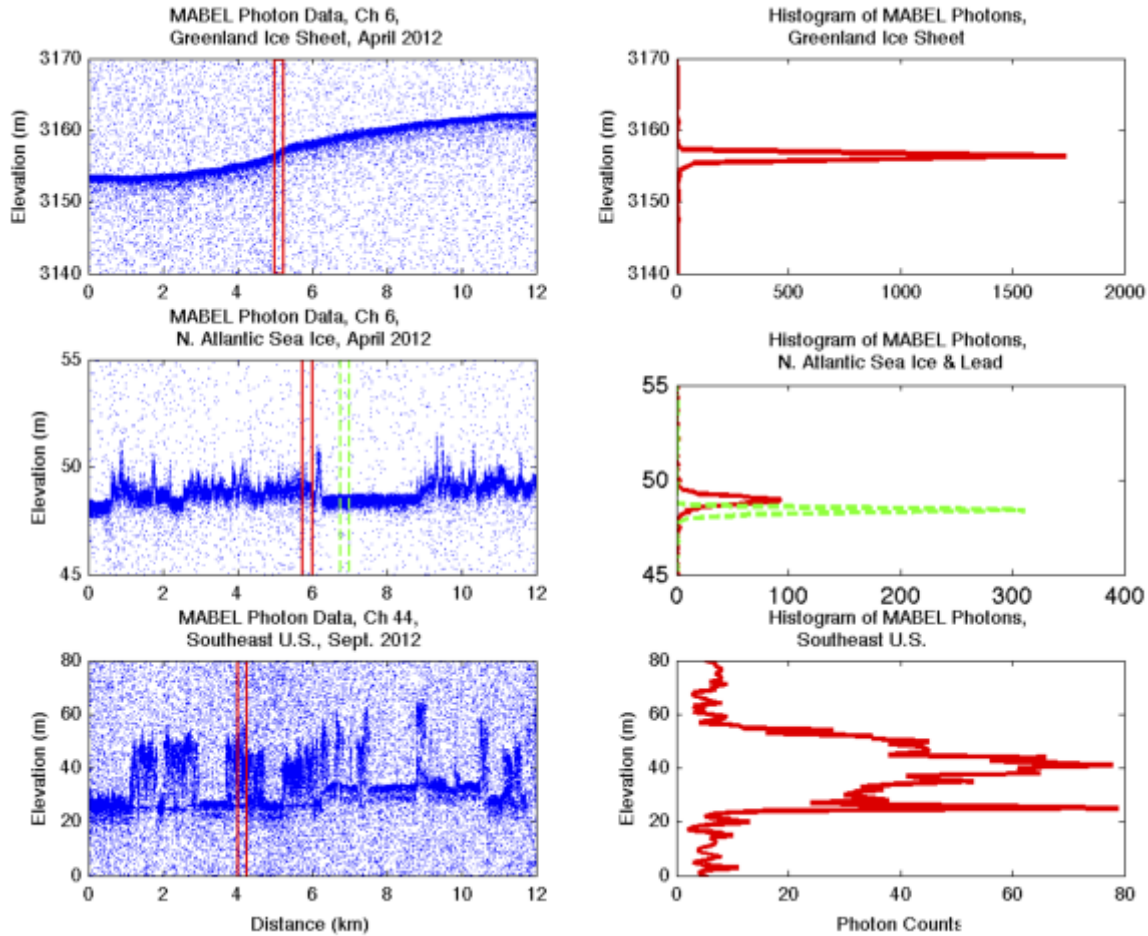 MABEL Photon Data, Ch 6,
Greenland Ice Sheet, April 2012
3170
3160
3150
3140
Elevation (m)
0 2 4 6 8 10 12
Histogram of MABEL Photons,
Greenland Ice Sheet
3170
3160
3150
3140
Elevation (m)
0 500 1000 1500 2000
MABEL Photon Data, Ch 6,
N. Atlantic Sea Ice, April 2012
55
50
45
Elevation (m)
0 2 4 6 8 10 12
Histogram of MABEL Photons,
N. Atlantic Sea Ice & Lead
55
50
45
Elevation (m)
0 100 200 300 400
MABEL Photon Data, Ch 44,
Southeast U.S., Sept. 2012
80
60
40
20
0
Elevation (m)
0 2 4 6 8 10 12
Distance (km)
Histogram of MABEL Photons,
Southeast U.S.
80
60
40
20
0
Elevation (m)
0 20 40 60 80
Photon Counts